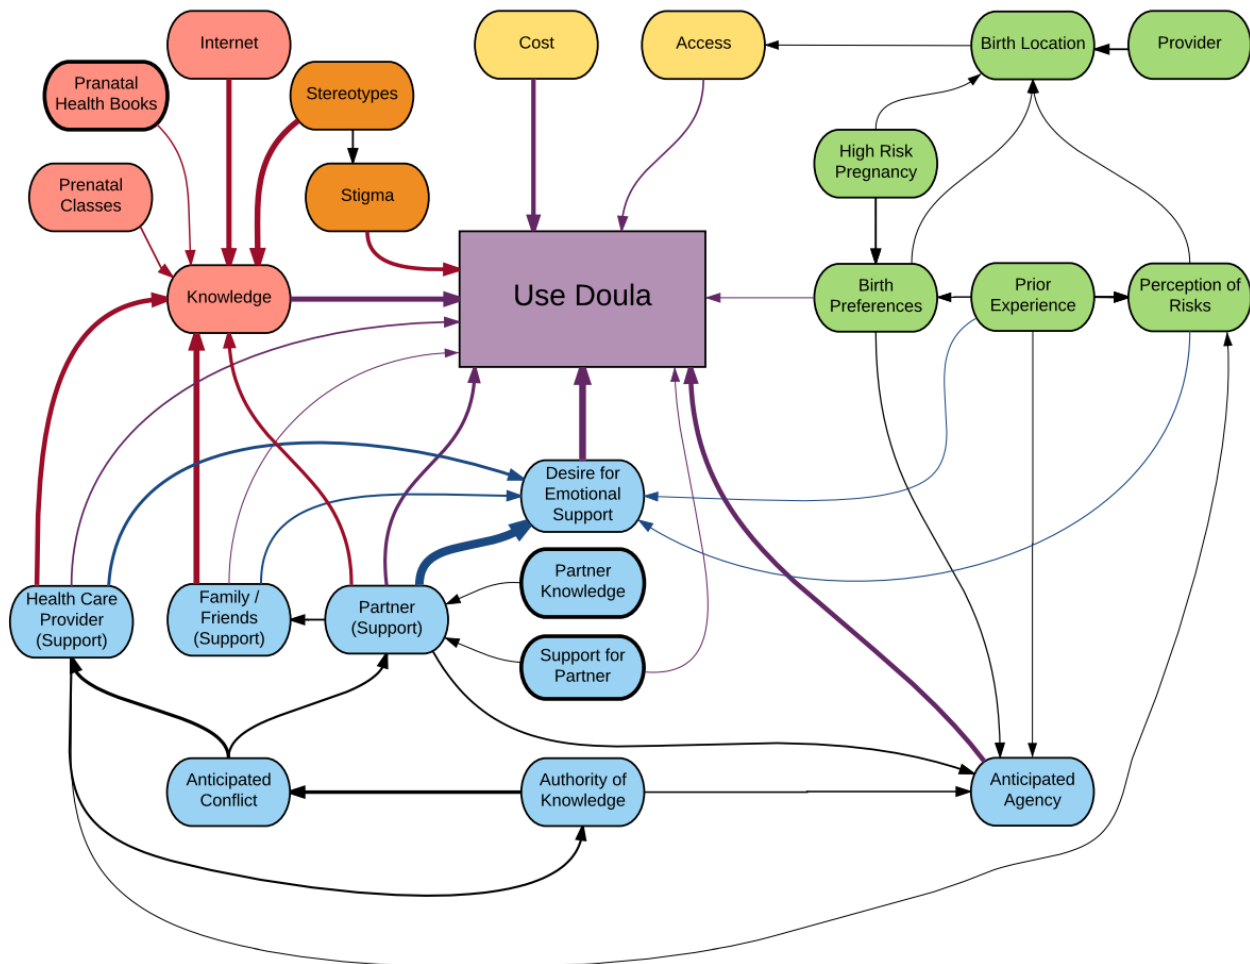 Internet
Cost
Access
Birth Location
Provider
Pranatal
Health Books
Stereotypes
High Risk
Pregnancy
Prenatal
Classes
Stigma
Knowledge
Use Doula
Birth
Preferences
Prior
Experience
Perception of
Risks
Desire for
Emotional
Support
Partner
Knowledge
Health Care
Provider
(Support)
Family /
Friends
(Support)
Partner
(Support)
Support for
Partner
Anticipated
Conflict
Authority of
Knowledge
Anticipated
Agency